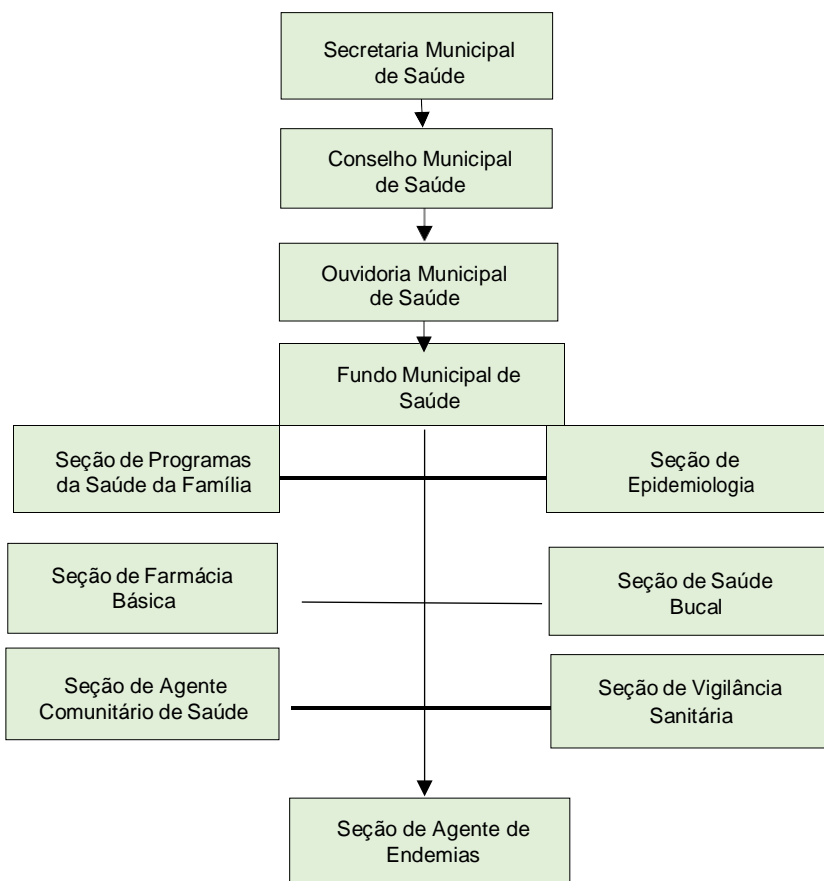 Secretaria Municipal
de Saúde
Conselho Municipal
de Saúde
Ouvidoria Municipal
de Saúde
Fundo Municipal de
Saúde
Seção de Programas
da Saúde da Família
Seção de
Epidemiologia
Seção de Farmácia
Básica
Seção de Saúde
Bucal
Seção de Agente
Comunitário de Saúde
Seção de Vigilância
Sanitária
Seção de Agente de
Endemias